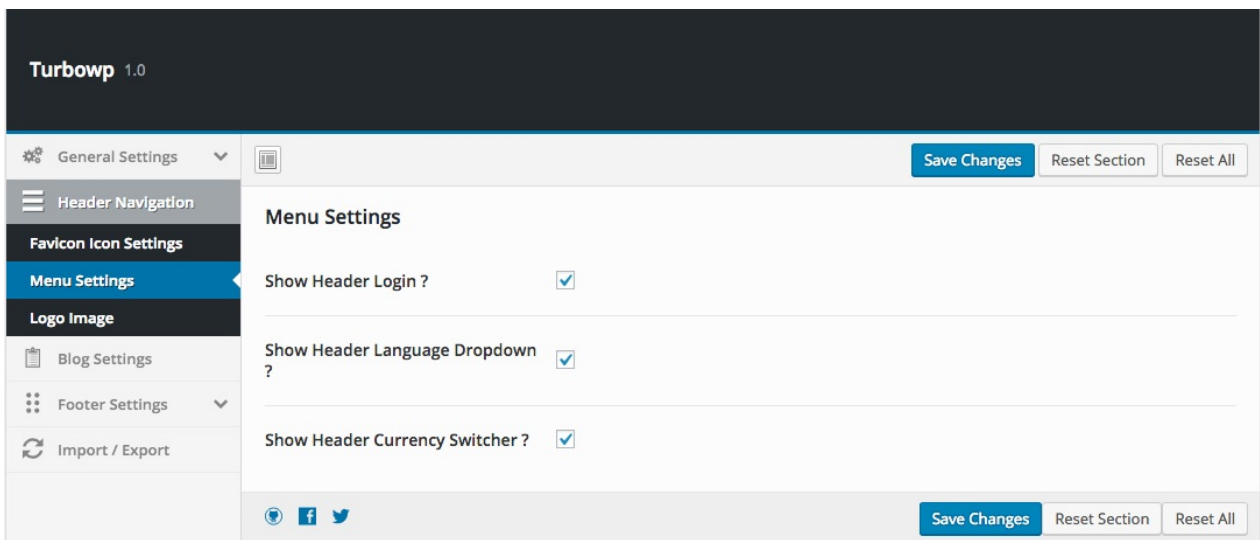 Turbowp 1.0
General Settings
Save Changes Reset Section Reset All
Header Navigation
Menu Settings
Favicon Icon Settings
Menu Settings
Show Header Login ?
Logo Image
Blog Settings
Show Header Language Dropdown
?
Footer Settings
Show Header Currency Switcher ?
Import / Export
Save Changes Reset Section Reset All